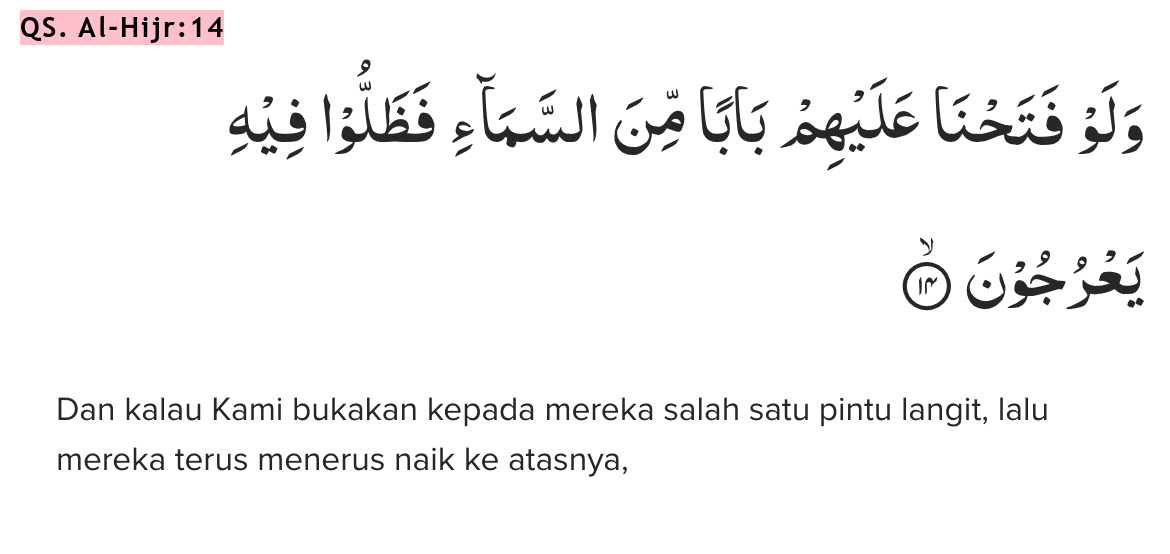 QS. Al-Hijr:14
وَلَوْ فَتَحْنَا عَلَيْهِمْ بَابًا مِّنَ السَّمَاۤءِ فَظَلُّوْا فِيْهِ
يَعْرُجُوْنَ ۙ ١٤
Dan kalau Kami bukakan kepada mereka salah satu pintu langit, lalu
mereka terus menerus naik ke atasnya,